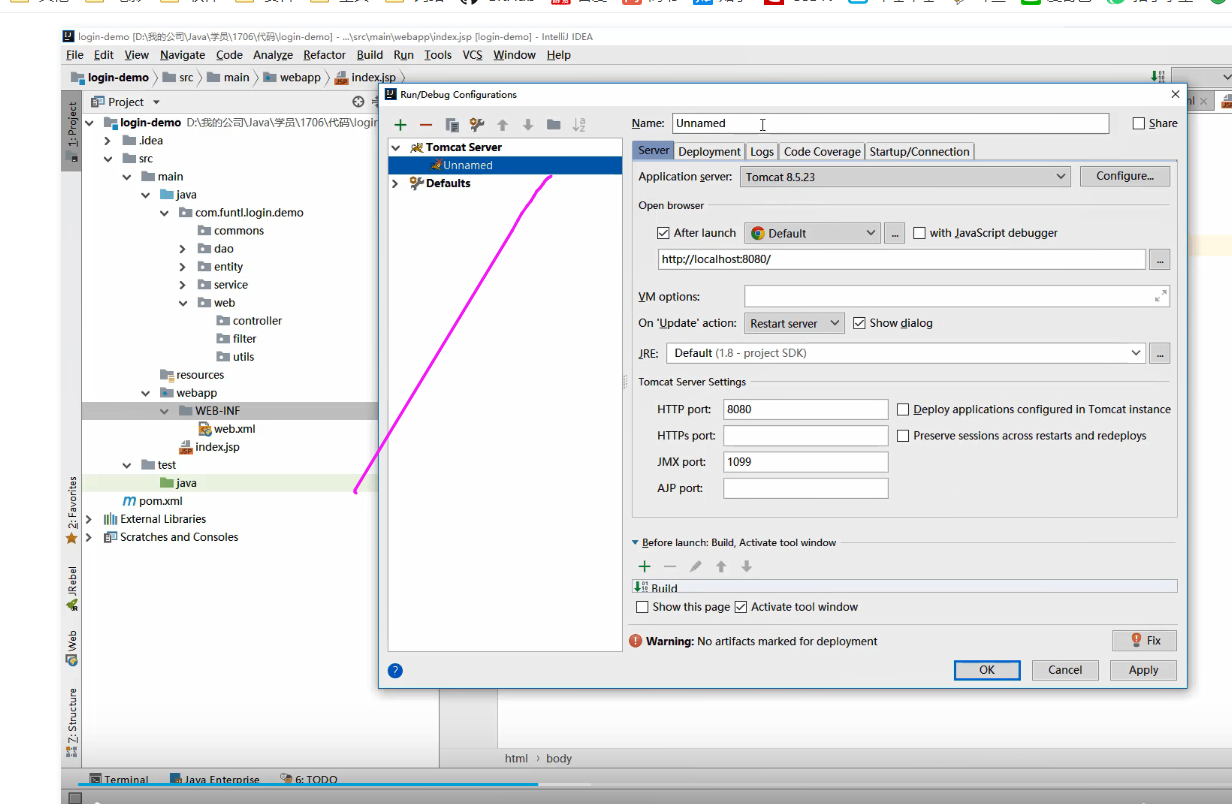 login-demo [D:\我的公司\Java\学员\1706\代码\login-demo] - ...\src\main\webapp\index.jsp [login-demo] - IntelliJ IDEA
File Edit View Navigate Code Analyze Refactor Build Run Tools VCS Window Help
login-demo src main webapp index.jsp
Project
1: Project
login-demo D:\我的公司\Java\学员\1706\代码\login
.idea
src
main
java
com.funtl.login.demo
commons
dao
entity
service
web
controller
filter
utils
resources
webapp
WEB-INF
web.xml
index.jsp
test
java
pom.xml
External Libraries
Scratches and Consoles
2: Favorites
JRebel
Web
7: Structure
Run/Debug Configurations
Tomcat Server
Unnamed
Defaults
Name: Unnamed Share
Server Deployment Logs Code Coverage Startup/Connection
Application server: Tomcat 8.5.23 Configure...
Open browser
After launch Default ... with JavaScript debugger
http://localhost:8080/ ...
VM options:
On 'Update' action: Restart server Show dialog
JRE: Default (1.8 - project SDK) ...
Tomcat Server Settings
HTTP port: 8080 Deploy applications configured in Tomcat instance
HTTPs port: Preserve sessions across restarts and redeploys
JMX port: 1099
AJP port:
Before launch: Build, Activate tool window
Build
Show this page Activate tool window
Warning: No artifacts marked for deployment Fix
? OK Cancel Apply
html › body
Terminal Java Enterprise 6: TODO